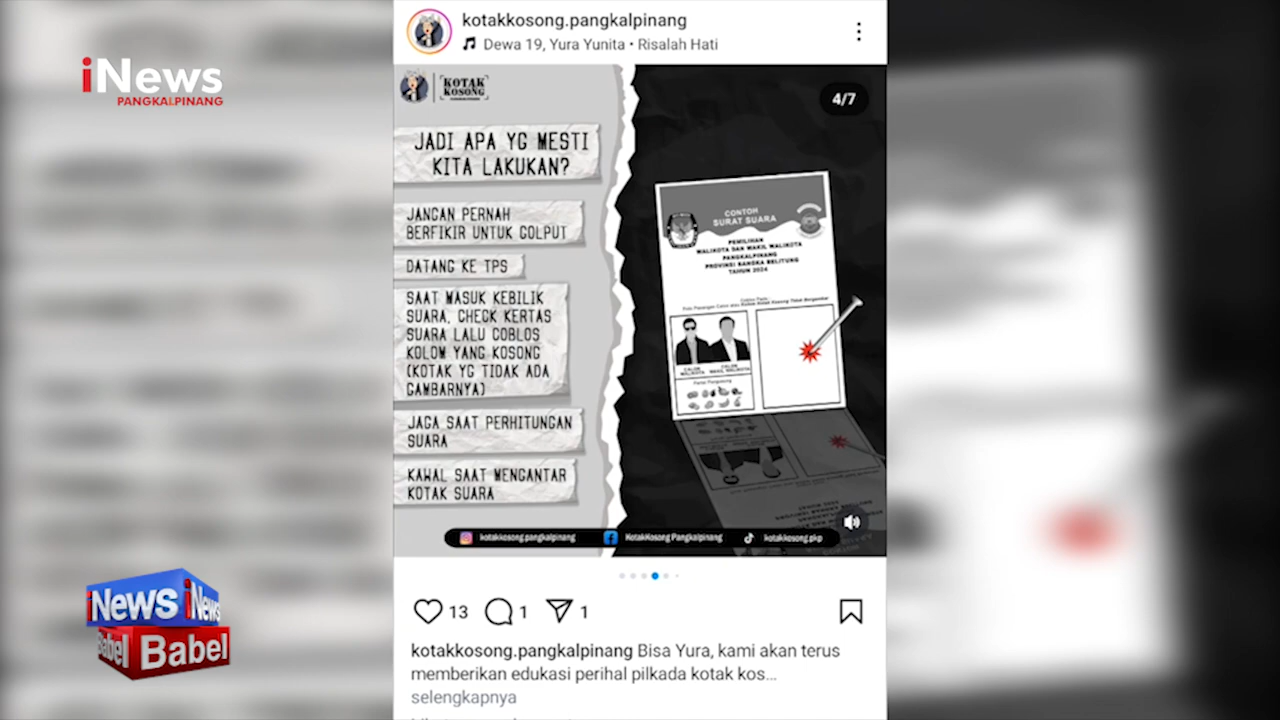 iNews
PANGKALPINANG
kotakkosong.pangkalpinang
Dewa 19, Yura Yunita • Risalah Hati
KOTAK
KOSONG
4/7
JADI APA YG MESTI
KITA LAKUKAN?
JANGAN PERNAH
BERFIKIR UNTUK GOLPUT
DATANG KE TPS
SAAT MASUK KEBILIK
SUARA, CHECK KERTAS
SUARA LALU COBLOS
KOLOM YANG KOSONG
(KOTAK YG TIDAK ADA
GAMBARNYA)
JAGA SAAT PERHITUNGAN
SUARA
KAWAL SAAT MENGANTAR
KOTAK SUARA
CONTOH
SURAT SUARA
PEMILIHAN
WALIKOTA DAN WAKIL WALIKOTA
PANGKALPINANG
PROVINSI BANGKA BELITUNG
TAHUN 2024
CALON
WALIKOTA
CALON
WAKIL WALIKOTA
kotakkosong.pangkalpinang
KotakKosong Pangkalpinang
kotakkosong.pkp
13
1
1
kotakkosong.pangkalpinang Bisa Yura, kami akan terus
memberikan edukasi perihal pilkada kotak kos...
selengkapnya
iNews iNews
Babel Babel